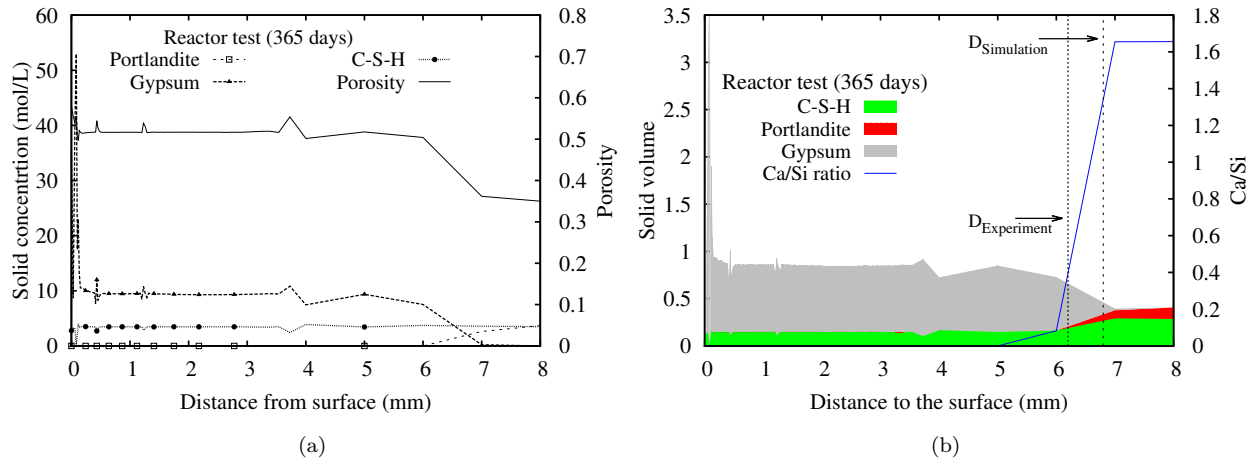 Reactor test (365 days)
Portlandite
Gypsum
C-S-H
Porosity
Solid concentrtion (mol/L)
0
10
20
30
40
50
60
Porosity
0
0.1
0.2
0.3
0.4
0.5
0.6
0.7
0.8
0 1 2 3 4 5 6 7 8
Distance from surface (mm)
(a)
Reactor test (365 days)
C-S-H
Portlandite
Gypsum
Ca/Si ratio
D_Simulation
D_Experiment
Solid volume
0
0.5
1
1.5
2
2.5
3
3.5
Ca/Si
0
0.2
0.4
0.6
0.8
1
1.2
1.4
1.6
1.8
0 1 2 3 4 5 6 7 8
Distance to the surface (mm)
(b)